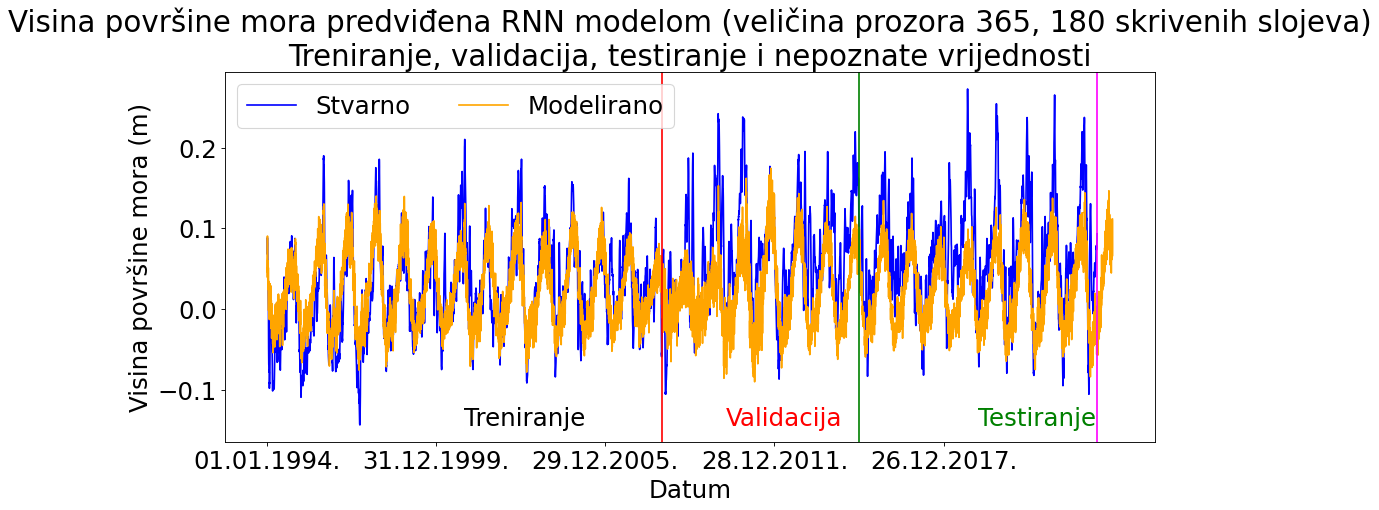 Visina površine mora predviđena RNN modelom (veličina prozora 365, 180 skrivenih slojeva)
Treniranje, validacija, testiranje i nepoznate vrijednosti
Stvarno
Modelirano
Visina površine mora (m)
0.2
0.1
0.0
−0.1
Treniranje
Validacija
Testiranje
01.01.1994.
31.12.1999.
29.12.2005.
28.12.2011.
26.12.2017.
Datum